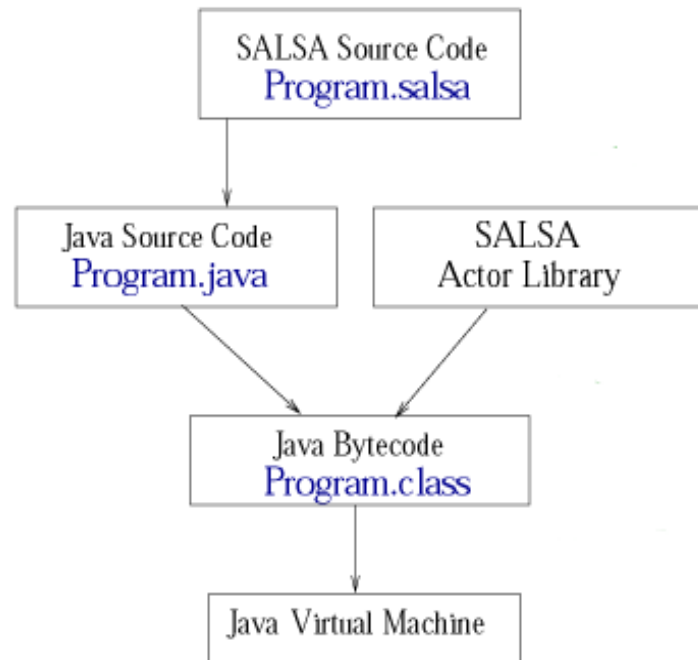 SALSA Source Code
Program.salsa
Java Source Code
Program.java
SALSA
Actor Library
Java Bytecode
Program.class
Java Virtual Machine